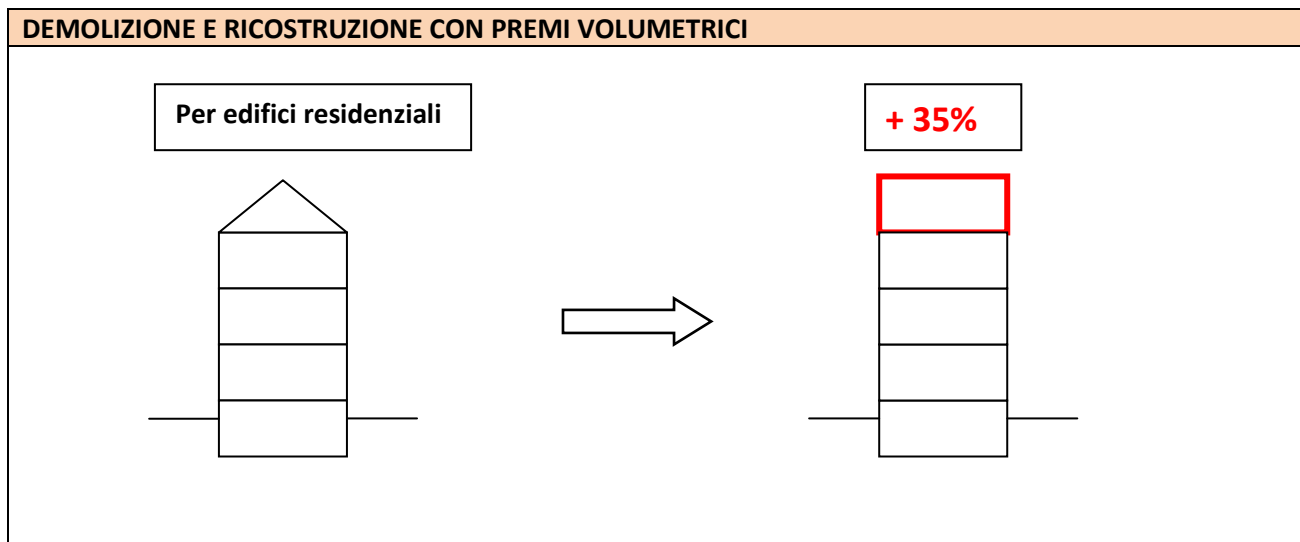 DEMOLIZIONE E RICOSTRUZIONE CON PREMI VOLUMETRICI
Per edifici residenziali
+ 35%